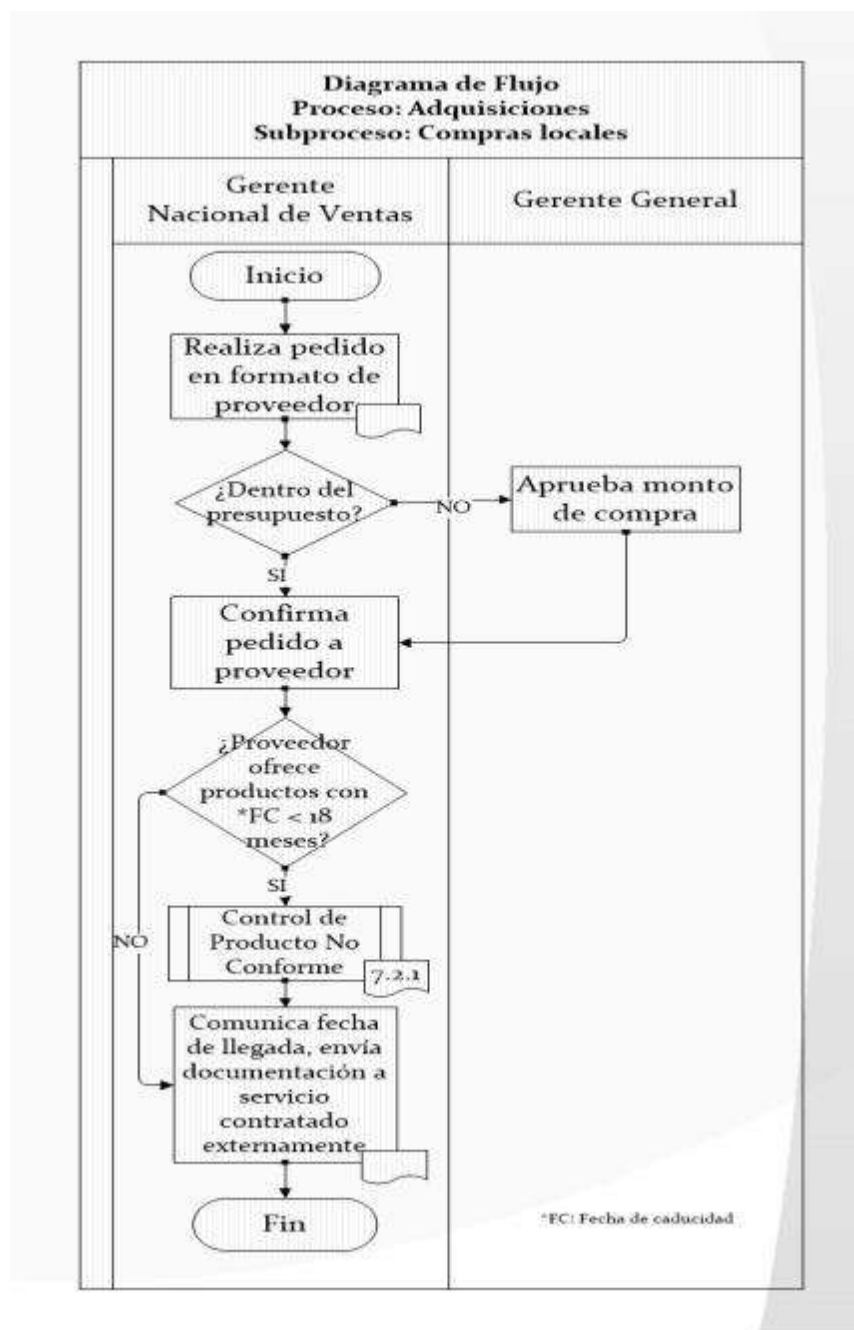 Diagrama de Flujo
Proceso: Adquisiciones
Subproceso: Compras locales
Gerente
Nacional de Ventas
Gerente General
Inicio
Realiza pedido
en formato de
proveedor
¿Dentro del
presupuesto?
NO
Aprueba monto
de compra
SI
Confirma
pedido a
proveedor
¿Proveedor
ofrece
productos con
*FC < 18
meses?
SI
NO
Control de
Producto No
Conforme
7.2.1
Comunica fecha
de llegada, envía
documentación a
servicio
contratado
externamente
Fin
*FC: Fecha de caducidad